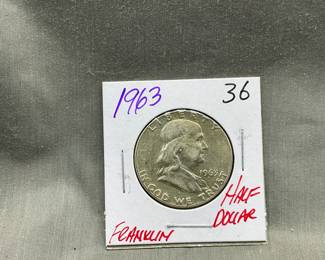 1963 36
LIBERTY
1963
IN GOD WE TRUST
HALF
DOLLAR
FRANKLIN